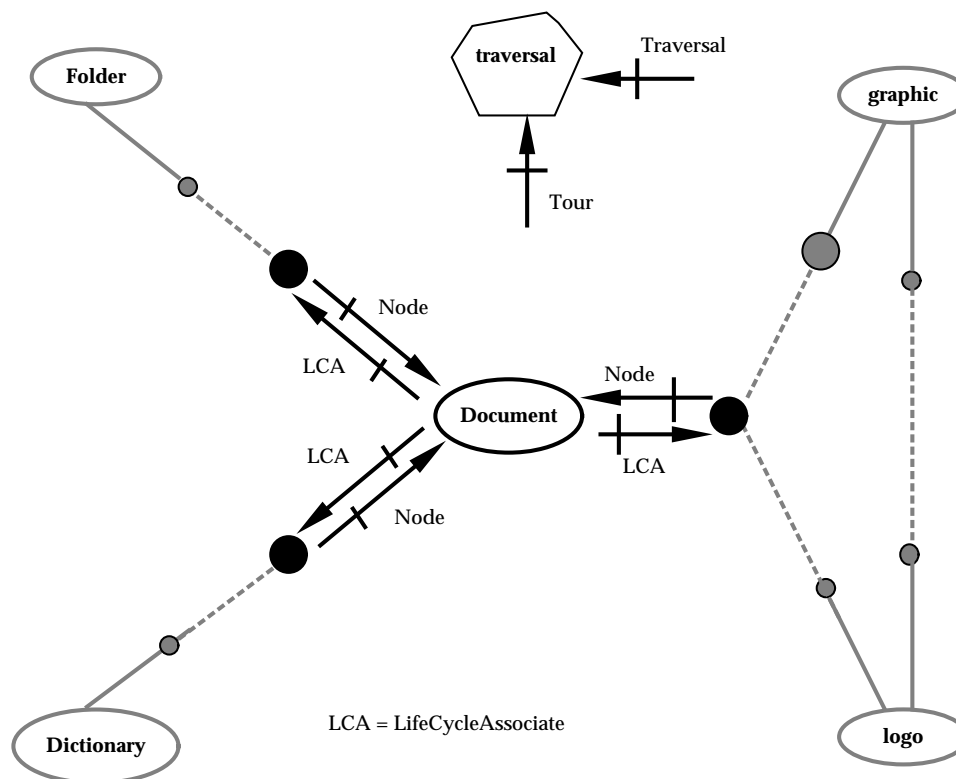 Traversal
traversal
Folder
graphic
Tour
Node
LCA
Node
Document
LCA
LCA
Node
LCA = LifeCycleAssociate
Dictionary
logo